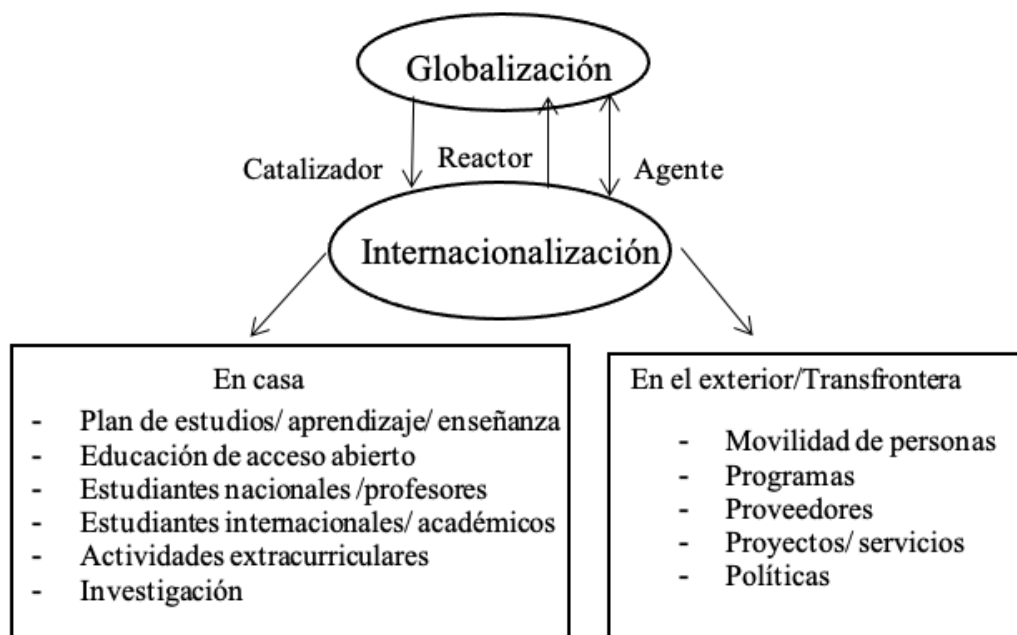 Globalización
Catalizador
Reactor
Agente
Internacionalización
En casa
- Plan de estudios/ aprendizaje/ enseñanza
- Educación de acceso abierto
- Estudiantes nacionales /profesores
- Estudiantes internacionales/ académicos
- Actividades extracurriculares
- Investigación
En el exterior/Transfrontera
- Movilidad de personas
- Programas
- Proveedores
- Proyectos/ servicios
- Políticas